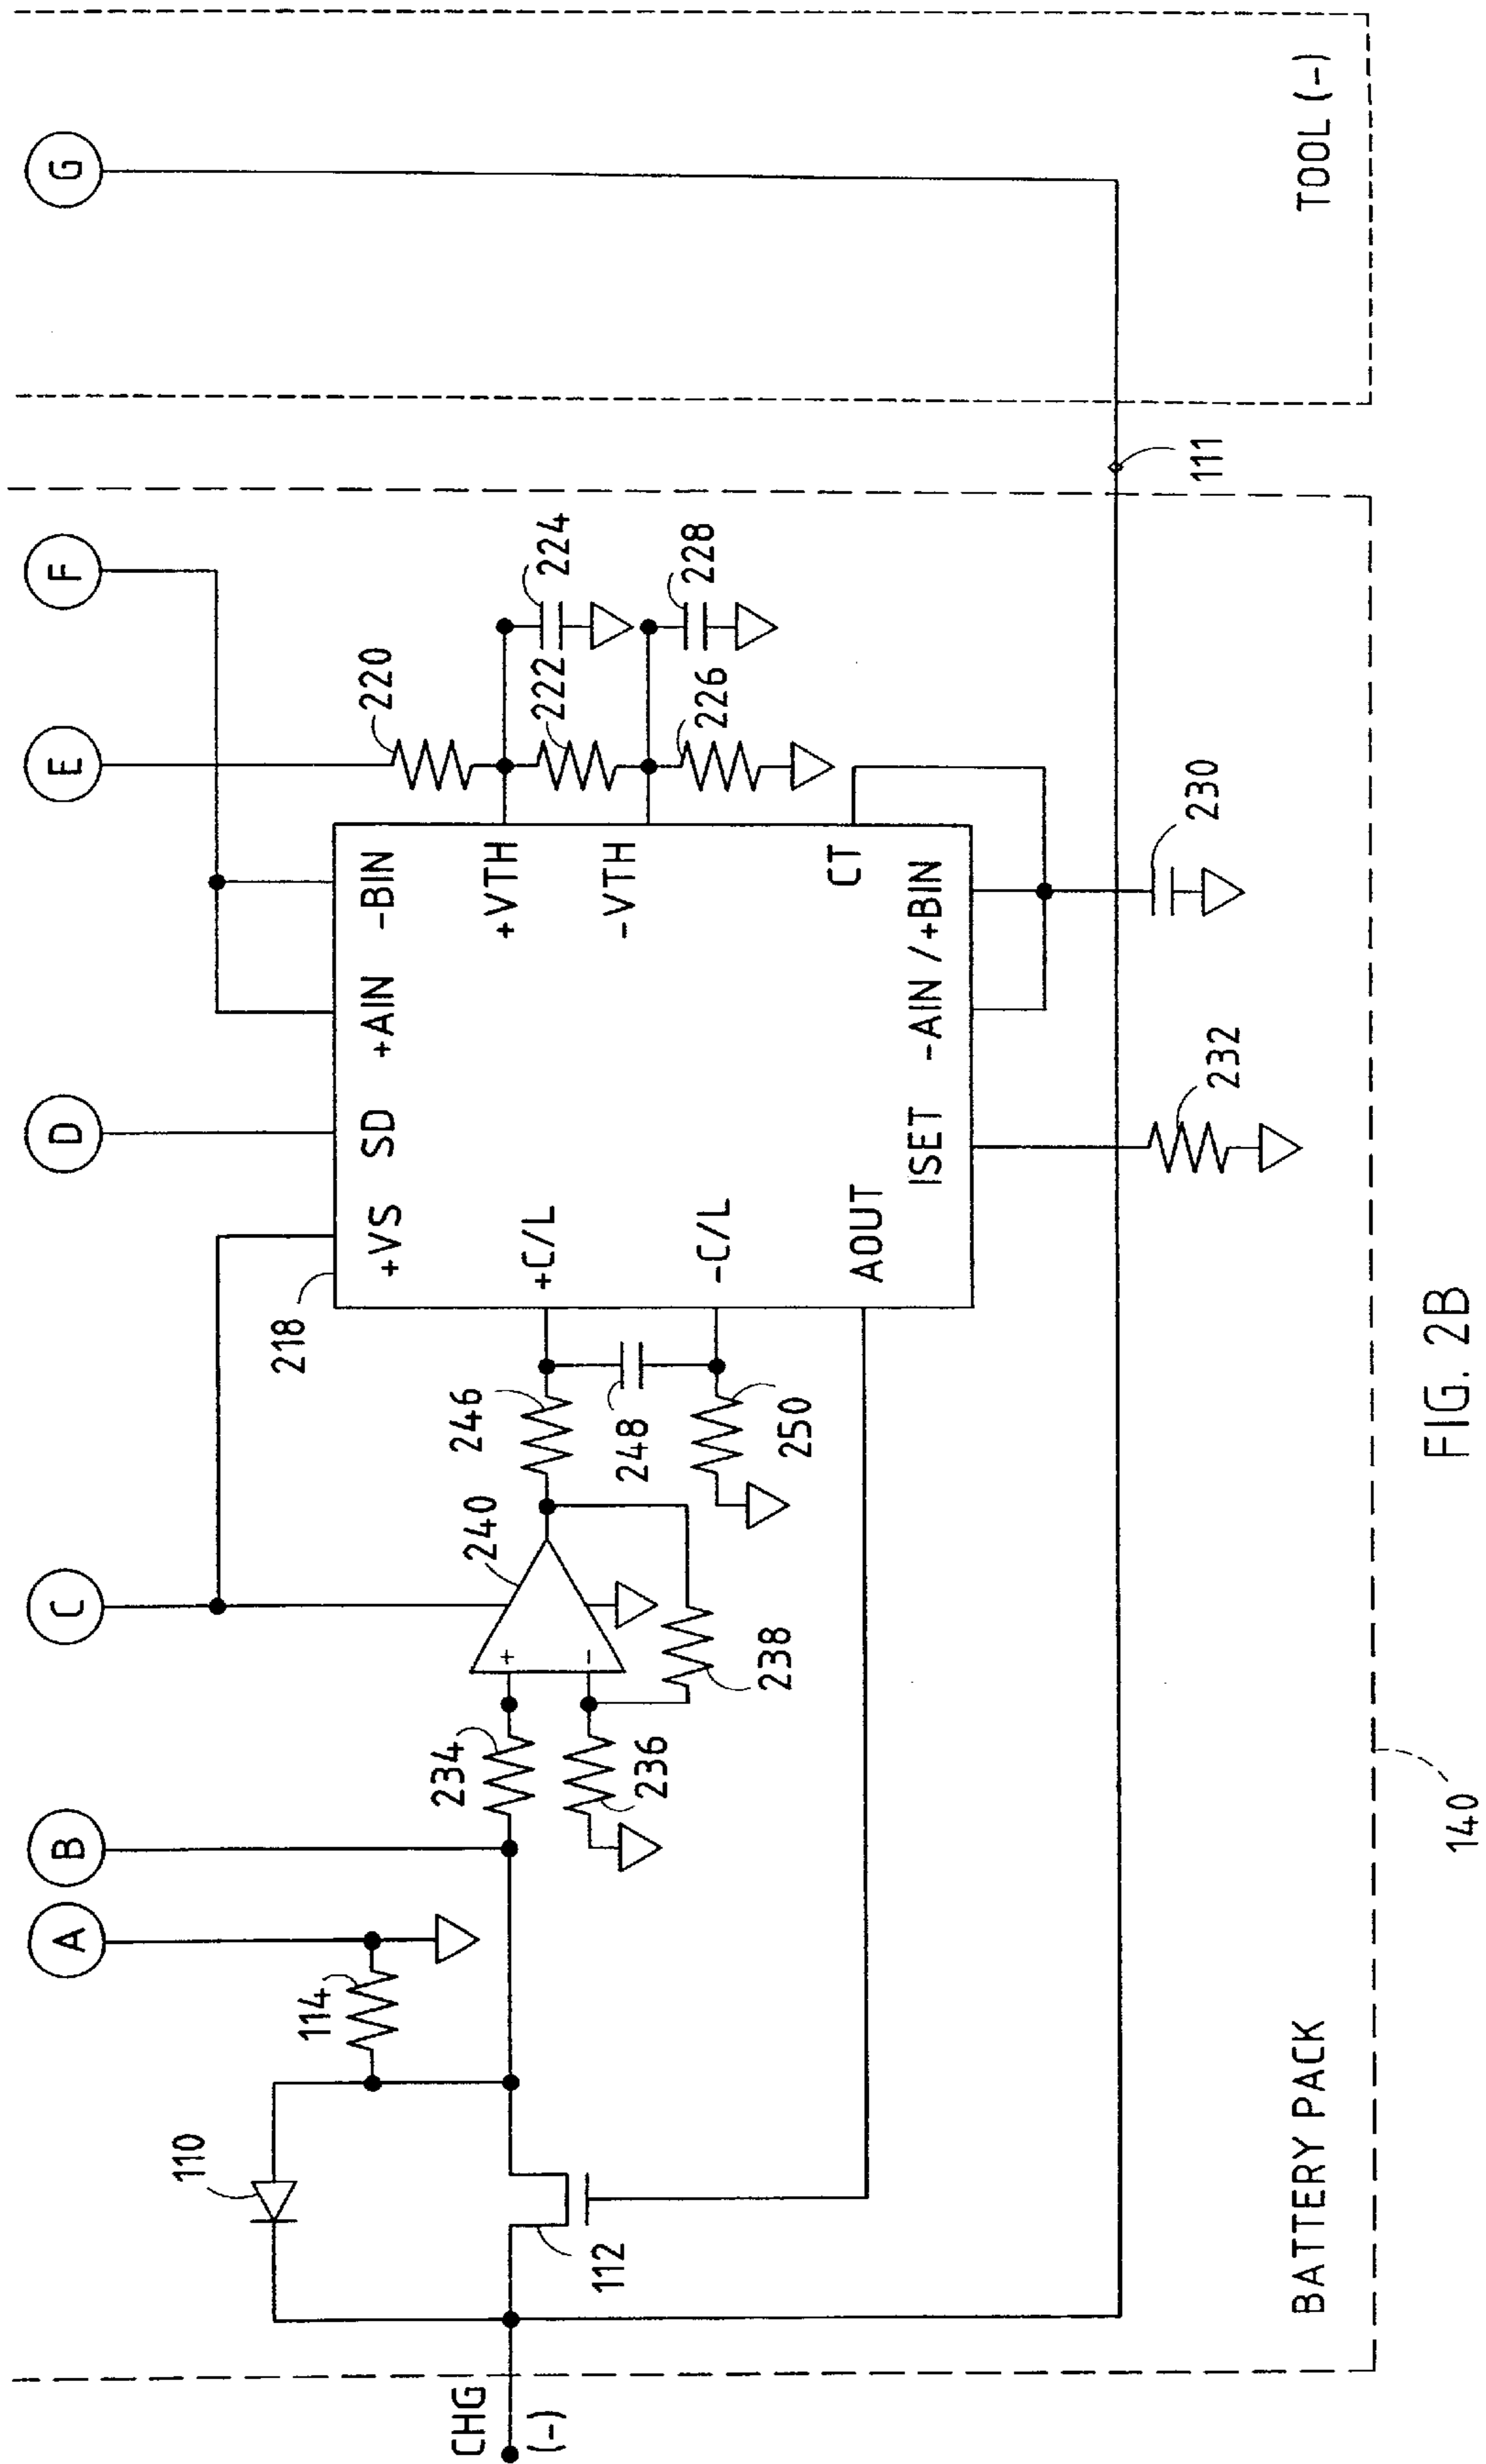 A
B
C
D
E
F
G
110
114
234
240
246
218
+VS
SD
+AIN
-BIN
220
+C/L
+VTH
222
224
248
-C/L
-VTH
226
228
+
-
236
238
250
AOUT
CT
ISET
-AIN / +BIN
112
CHG
(-)
232
230
111
BATTERY PACK
TOOL (-)
140
FIG. 2B